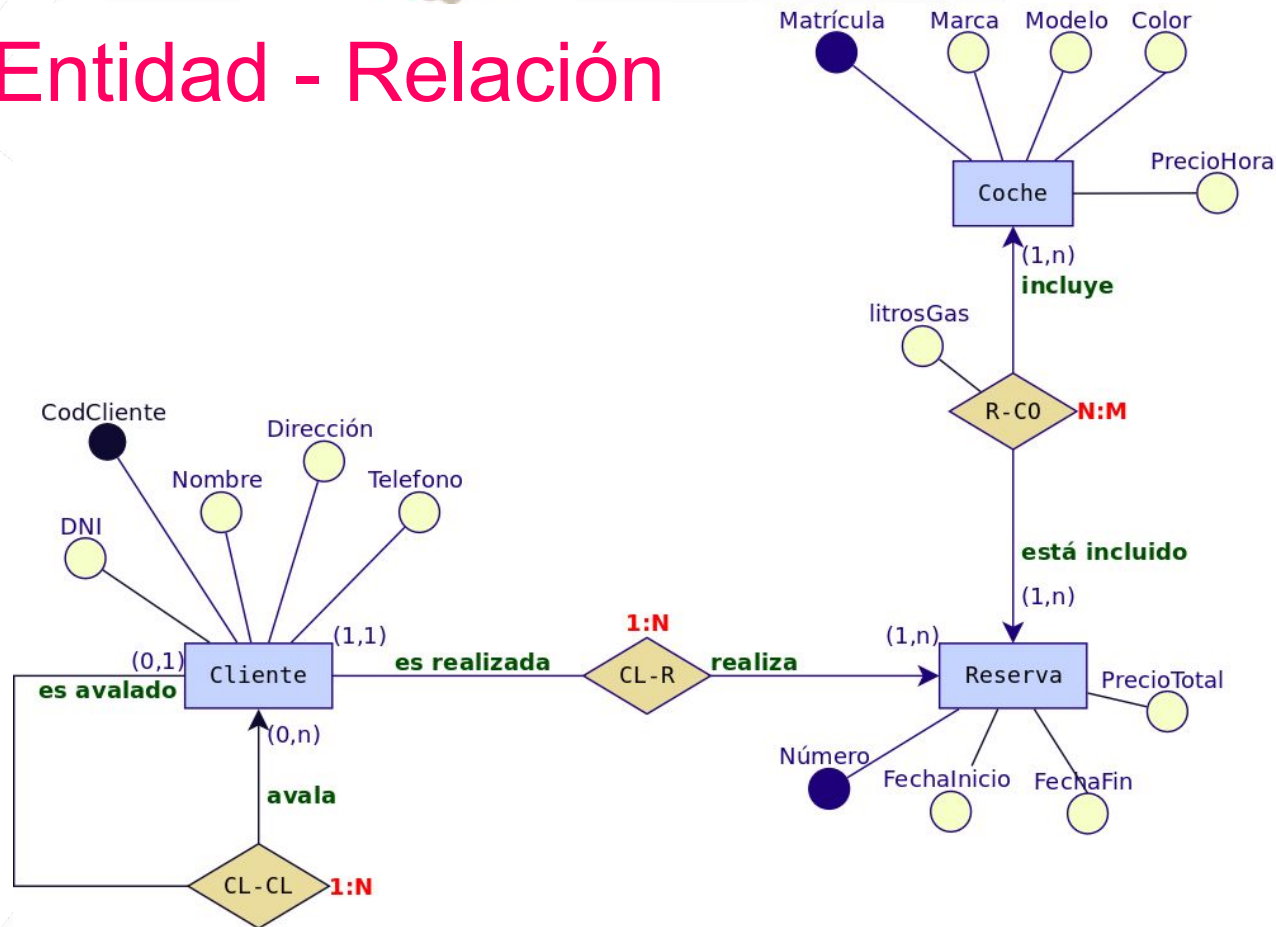 Entidad - Relación
Matrícula
Marca
Modelo
Color
PrecioHora
Coche
(1,n)
incluye
litrosGas
R-CO
N:M
está incluido
(1,n)
CodCliente
Dirección
Nombre
Telefono
DNI
(0,1)
es avalado
Cliente
(1,1)
es realizada
1:N
CL-R
realiza
(1,n)
Reserva
PrecioTotal
Número
FechaInicio
FechaFin
(0,n)
avala
CL-CL
1:N